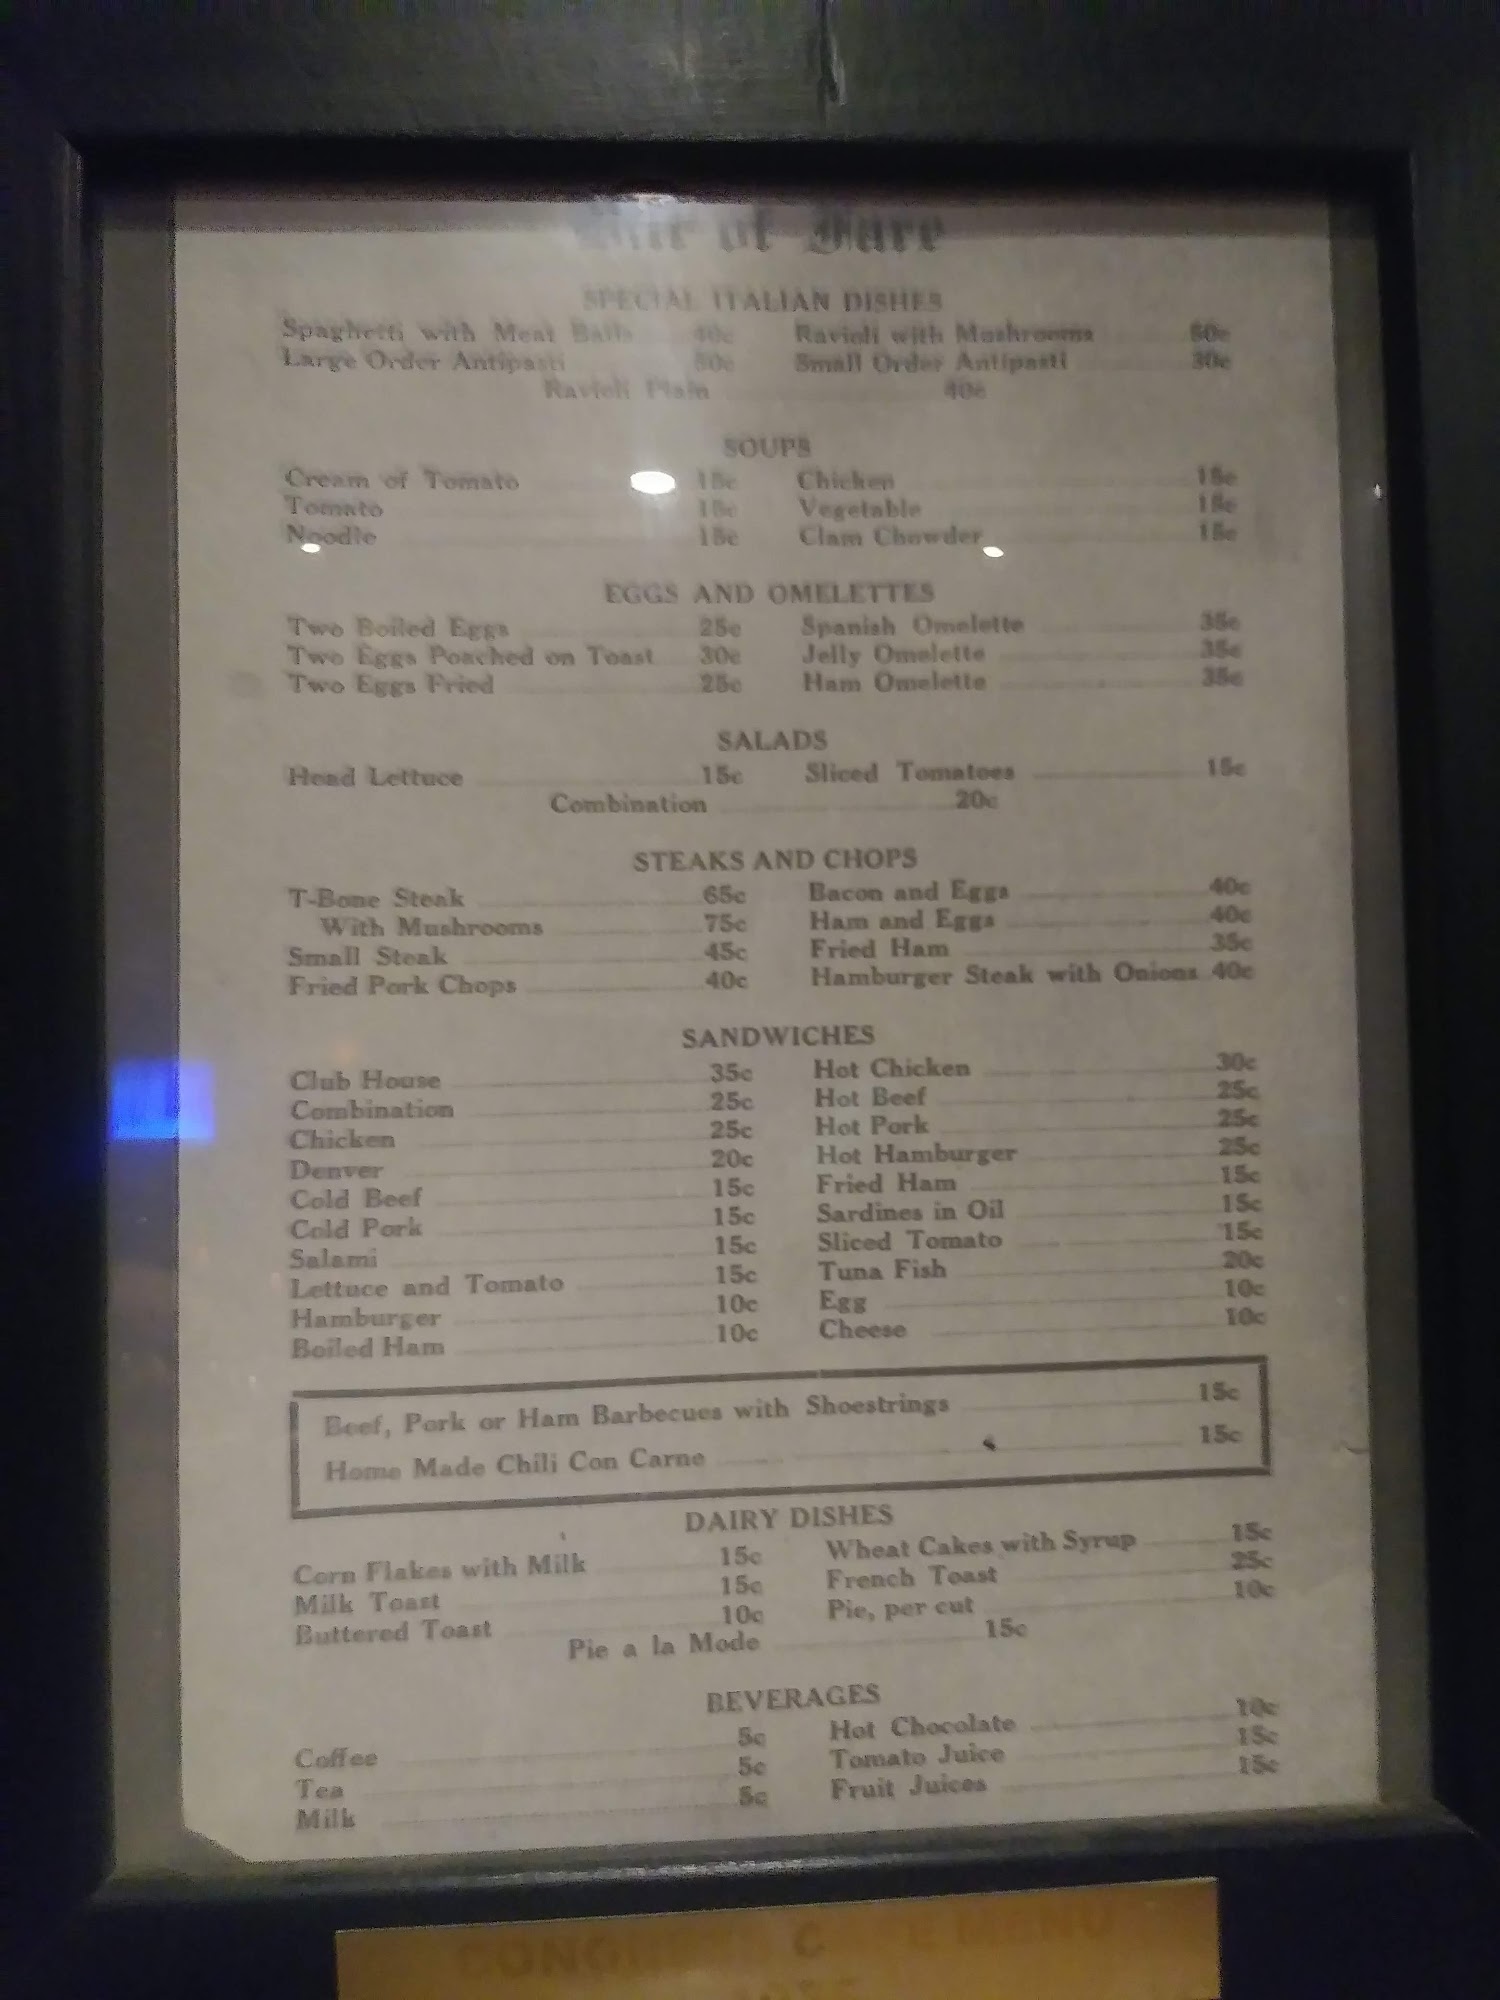 Bill of Fare
SPECIAL ITALIAN DISHES
Spaghetti with Meat Balls 40c Ravioli with Mushrooms
Large Order Antipasti Small Order Antipasti 30c
Ravioli Plain 40c
SOUPS
Cream of Tomato 15c Chicken 15c
Tomato 15c Vegetable 15c
Noodle 15c Clam Chowder 15c
EGGS AND OMELETTES
Two Boiled Eggs 25c Spanish Omelette 35c
Two Eggs Poached on Toast 30c Jelly Omelette 35c
Two Eggs Fried 25c Ham Omelette 35c
SALADS
Head Lettuce 15c Sliced Tomatoes 15c
Combination 20c
STEAKS AND CHOPS
T-Bone Steak 65c Bacon and Eggs 40c
With Mushrooms 75c Ham and Eggs 40c
Small Steak 45c Fried Ham 35c
Fried Pork Chops 40c Hamburger Steak with Onions 40c
SANDWICHES
Club House 35c Hot Chicken 30c
Combination 25c Hot Beef 25c
Chicken 25c Hot Pork 25c
Denver 20c Hot Hamburger 25c
Cold Beef 15c Fried Ham 15c
Cold Pork 15c Sardines in Oil 15c
Salami 15c Sliced Tomato 15c
Lettuce and Tomato 15c Tuna Fish 20c
Hamburger 10c Egg 10c
Boiled Ham 10c Cheese 10c
Beef, Pork or Ham Barbecues with Shoestrings 15c
Home Made Chili Con Carne 15c
DAIRY DISHES
Corn Flakes with Milk 15c Wheat Cakes with Syrup 15c
Milk Toast 15c French Toast 25c
Buttered Toast 10c Pie, per cut 10c
Pie a la Mode 15c
BEVERAGES
Coffee 5c Hot Chocolate 10c
Tea 5c Tomato Juice 15c
Milk 5c Fruit Juices 15c
MENU